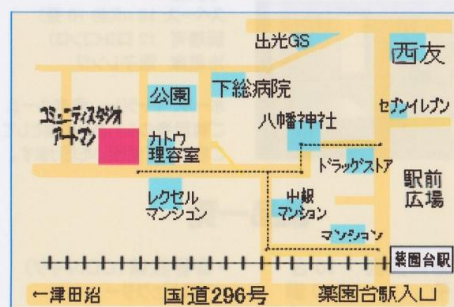 出光GS
西友
公園
下総病院
セブンイレブン
コミュニティスタジオ
アートマン
八幡神社
カトウ
理容室
ドラッグストア
駅前
広場
レクセル
マンション
中銀
マンション
マンション
薬園台駅
←津田沼
国道296号
薬園台駅入口